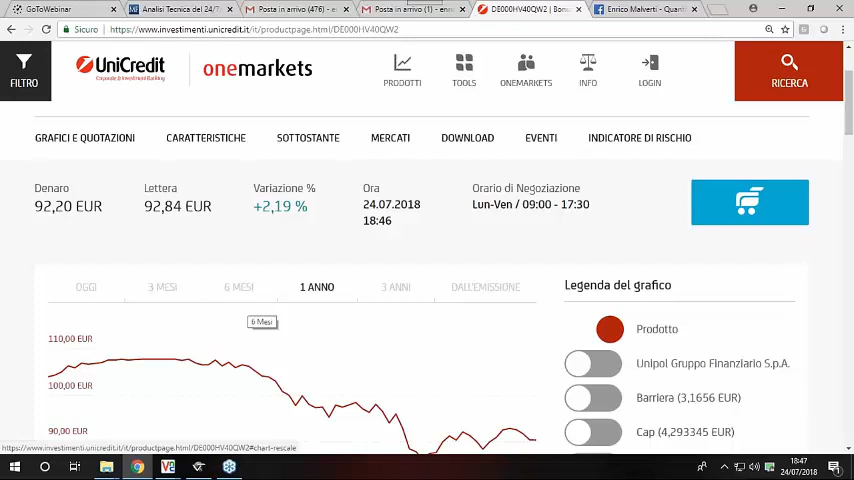 GoToWebinar
Analisi Tecnica del 24/7
Posta in arrivo (476) - e
Posta in arrivo (1) - enn
DE000HV40QW2 | Bonu
Enrico Malverti - Quanti
Sicuro
https://www.investimenti.unicredit.it/it/productpage.html/DE000HV40QW2
FILTRO
UniCredit
Corporate & Investment Banking
onemarkets
PRODOTTI
TOOLS
ONEMARKETS
INFO
LOGIN
RICERCA
GRAFICI E QUOTAZIONI
CARATTERISTICHE
SOTTOSTANTE
MERCATI
DOWNLOAD
EVENTI
INDICATORE DI RISCHIO
Denaro
92,20 EUR
Lettera
92,84 EUR
Variazione %
+2,19 %
Ora
24.07.2018
18:46
Orario di Negoziazione
Lun-Ven / 09:00 - 17:30
OGGI
3 MESI
6 MESI
1 ANNO
3 ANNI
DALL'EMISSIONE
6 Mesi
110,00 EUR
100,00 EUR
90,00 EUR
Legenda del grafico
Prodotto
Unipol Gruppo Finanziario S.p.A.
Barriera (3,1656 EUR)
Cap (4,293345 EUR)
https://www.investimenti.unicredit.it/it/productpage.html/DE000HV40QW2#chart-rescale
18:47
24/07/2018